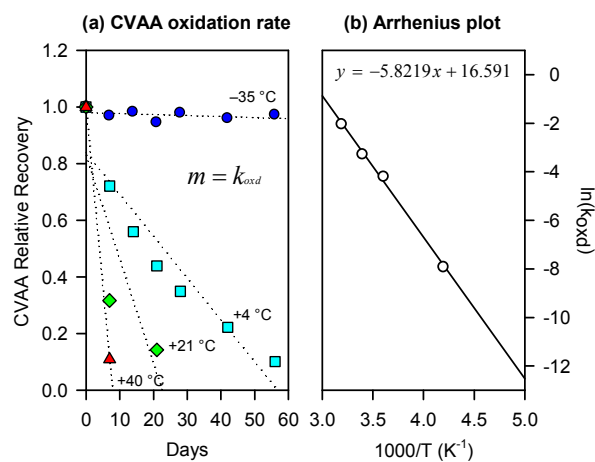 (a) CVAA oxidation rate
(b) Arrhenius plot
CVAA Relative Recovery
1.2
1.0
0.8
0.6
0.4
0.2
0.0
–35 °C
m = k oxd
+4 °C
+21 °C
+40 °C
0 10 20 30 40 50 60
Days
y = −5.8219x + 16.591
0
-2
-4
-6
-8
-10
-12
ln(koxd)
3.0 3.5 4.0 4.5 5.0
1000/T (K⁻¹)